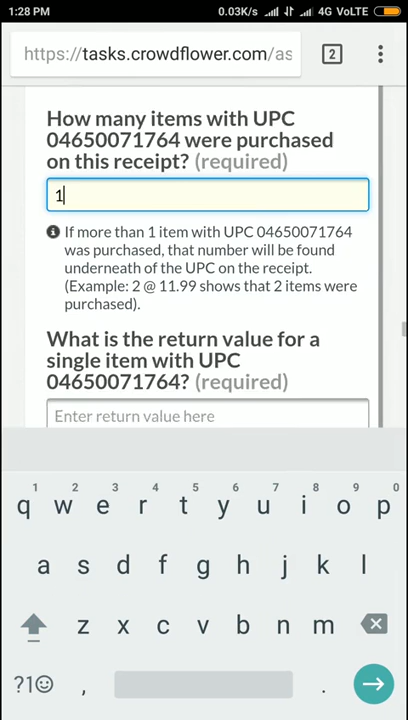 1:28 PM 0.03K/s 4G VoLTE
https://tasks.crowdflower.com/as 2
How many items with UPC
04650071764 were purchased
on this receipt? (required)
1
If more than 1 item with UPC 04650071764
was purchased, that number will be found
underneath of the UPC on the receipt.
(Example: 2 @ 11.99 shows that 2 items were
purchased).
What is the return value for a
single item with UPC
04650071764? (required)
Enter return value here
1 2 3 4 5 6 7 8 9 0
q w e r t y u i o p
a s d f g h j k l
z x c v b n m
?1☺ , .